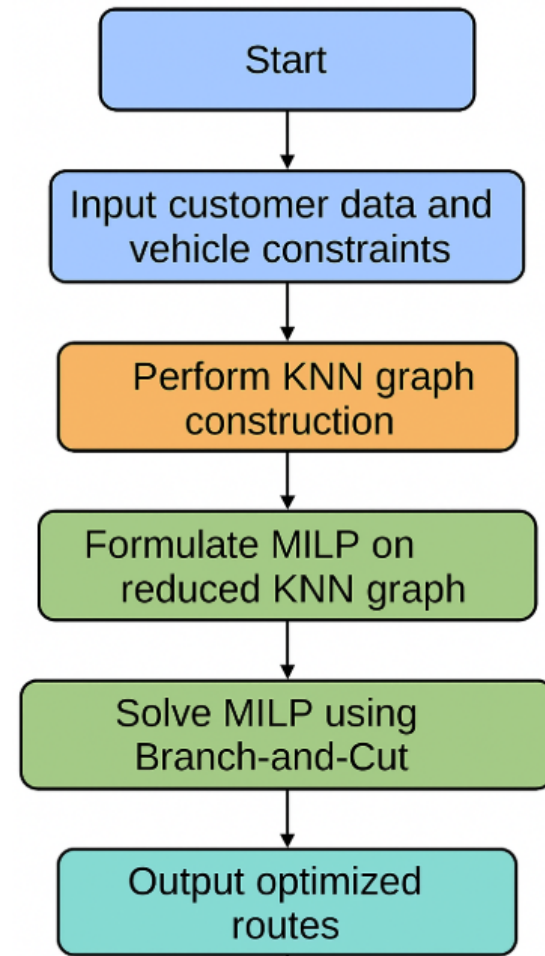 Start
Input customer data and
vehicle constraints
Perform KNN graph
construction
Formulate MILP on
reduced KNN graph
Solve MILP using
Branch-and-Cut
Output optimized
routes